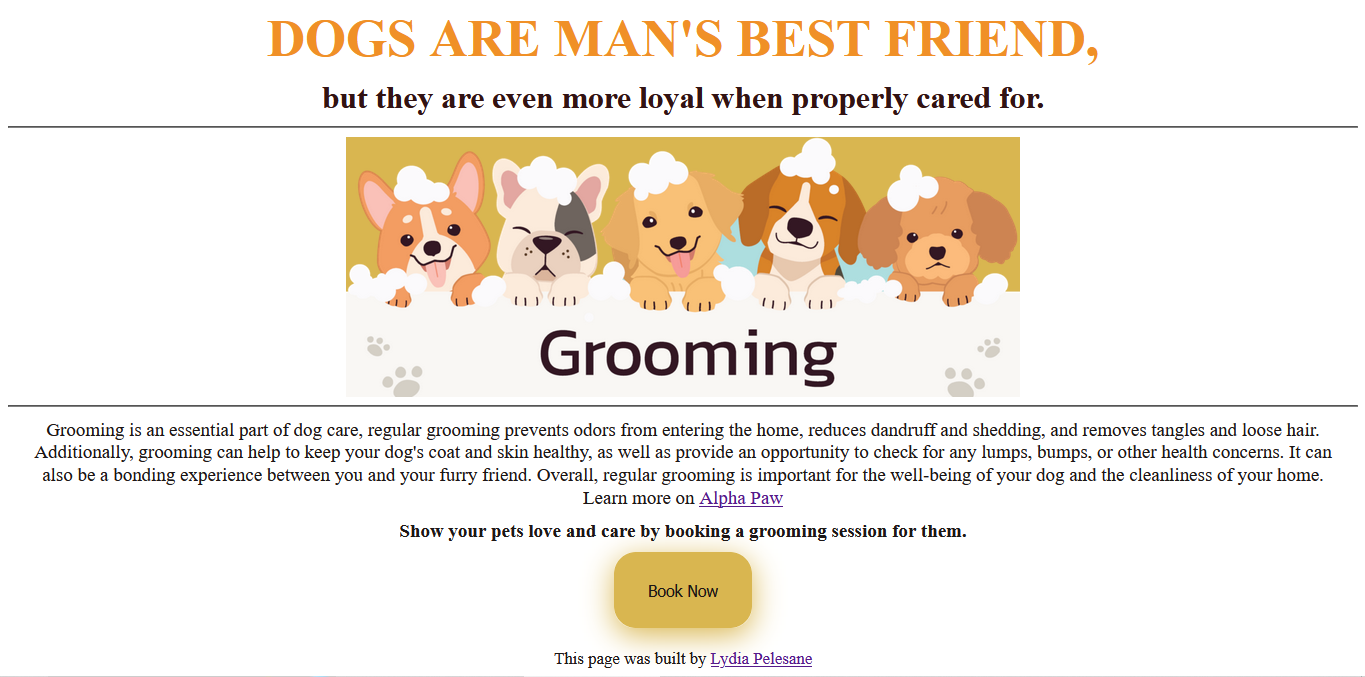 DOGS ARE MAN'S BEST FRIEND,
but they are even more loyal when properly cared for.
Grooming
Grooming is an essential part of dog care, regular grooming prevents odors from entering the home, reduces dandruff and shedding, and removes tangles and loose hair.
Additionally, grooming can help to keep your dog's coat and skin healthy, as well as provide an opportunity to check for any lumps, bumps, or other health concerns. It can
also be a bonding experience between you and your furry friend. Overall, regular grooming is important for the well-being of your dog and the cleanliness of your home.
Learn more on Alpha Paw
Show your pets love and care by booking a grooming session for them.
Book Now
This page was built by Lydia Pelesane